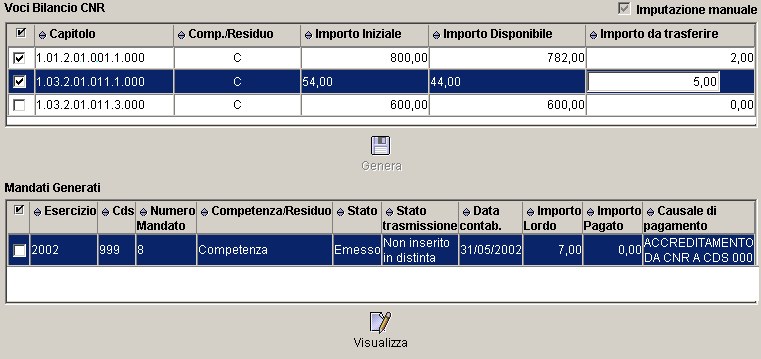 Voci Bilancio CNR Imputazione manuale
Capitolo Comp./Residuo Importo Iniziale Importo Disponibile Importo da trasferire
1.01.2.01.001.1.000 C 800,00 782,00 2,00
1.03.2.01.011.1.000 C 54,00 44,00 5,00
1.03.2.01.011.3.000 C 600,00 600,00 0,00
Genera
Mandati Generati
Esercizio Cds Numero Mandato Competenza/Residuo Stato Stato trasmissione Data contab. Importo Lordo Importo Pagato Causale di pagamento
2002 999 8 Competenza Emesso Non inserito in distinta 31/05/2002 7,00 0,00 ACCREDITAMENTO DA CNR A CDS 000
Visualizza